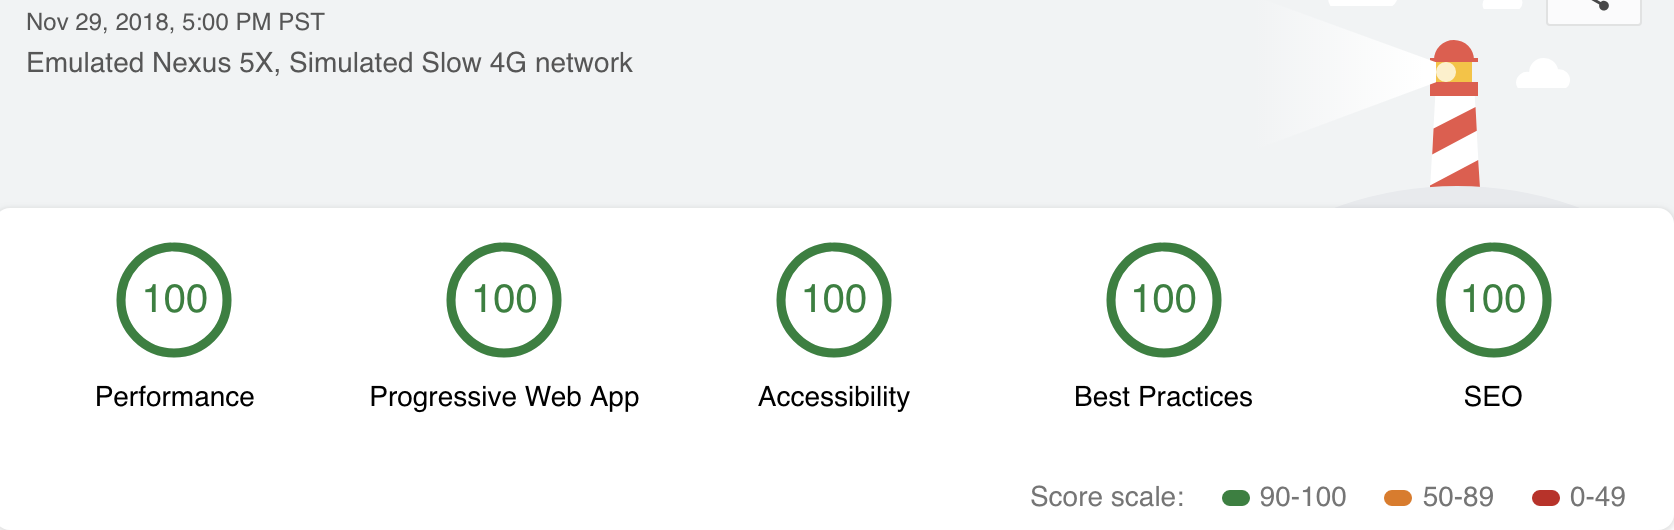 Nov 29, 2018, 5:00 PM PST
Emulated Nexus 5X, Simulated Slow 4G network
100 100 100 100 100
Performance Progressive Web App Accessibility Best Practices SEO
Score scale: 90-100 50-89 0-49